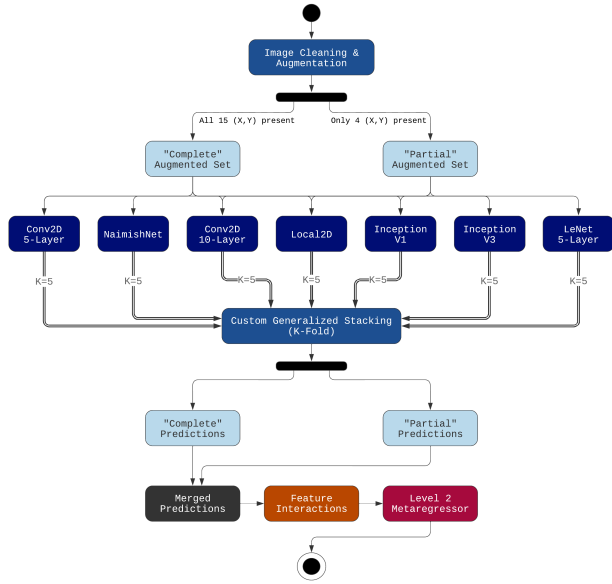 Image Cleaning &
Augmentation
All 15 (X,Y) present
Only 4 (X,Y) present
"Complete"
Augmented Set
"Partial"
Augmented Set
Conv2D
5-Layer
NaimishNet
Conv2D
10-Layer
Local2D
Inception
V1
Inception
V3
LeNet
5-Layer
K=5
K=5
K=5
K=5
K=5
K=5
K=5
Custom Generalized Stacking
(K-Fold)
"Complete"
Predictions
"Partial"
Predictions
Merged
Predictions
Feature
Interactions
Level 2
Metaregressor